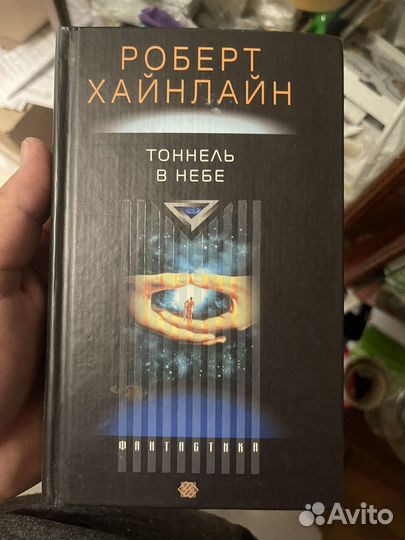 РОБЕРТ
ХАЙНЛАЙН
ТОННЕЛЬ
В НЕБЕ
ФАНТАСТИКА
Avito